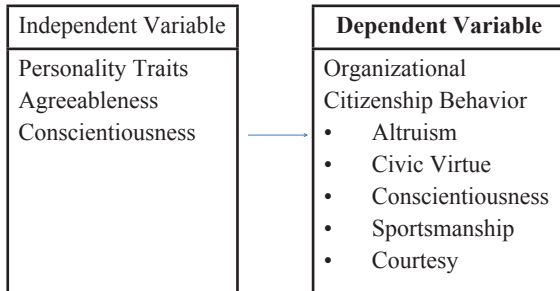 Independent Variable
Personality Traits
Agreeableness
Conscientiousness
Dependent Variable
Organizational
Citizenship Behavior
• Altruism
• Civic Virtue
• Conscientiousness
• Sportsmanship
• Courtesy